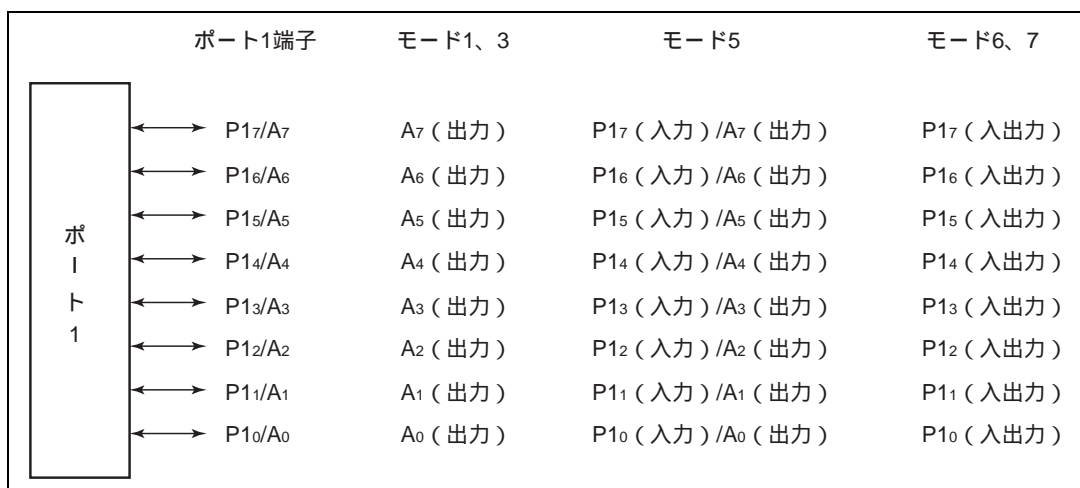 ポート1端子 モード1、3 モード5 モード6、7
P17/A7 A7(出力) P17(入力)/A7(出力) P17(入出力)
P16/A6 A6(出力) P16(入力)/A6(出力) P16(入出力)
P15/A5 A5(出力) P15(入力)/A5(出力) P15(入出力)
P14/A4 A4(出力) P14(入力)/A4(出力) P14(入出力)
P13/A3 A3(出力) P13(入力)/A3(出力) P13(入出力)
P12/A2 A2(出力) P12(入力)/A2(出力) P12(入出力)
P11/A1 A1(出力) P11(入力)/A1(出力) P11(入出力)
P10/A0 A0(出力) P10(入力)/A0(出力) P10(入出力)
ポート1